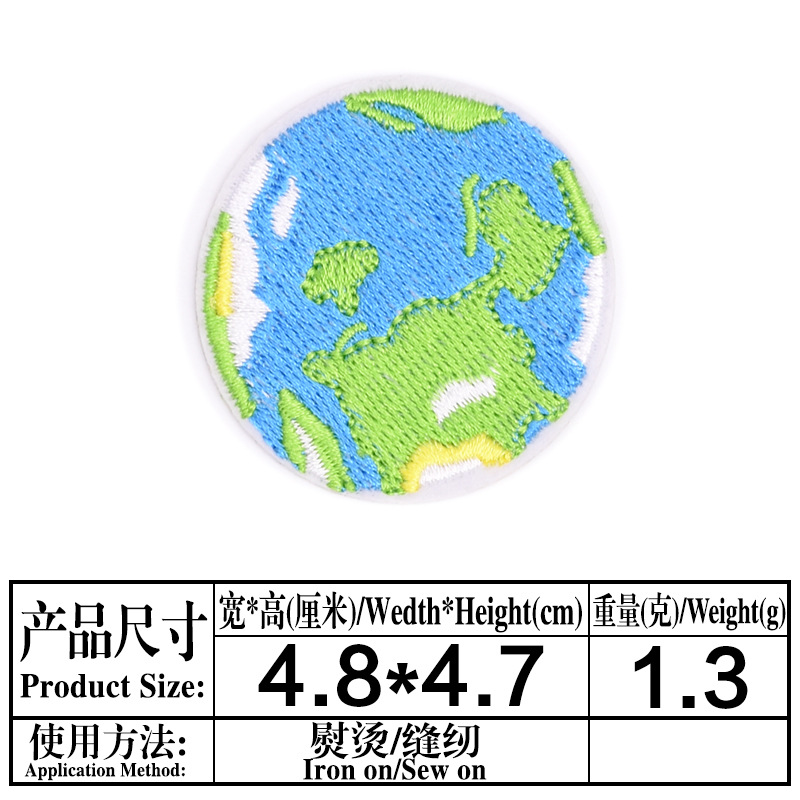 产品尺寸
Product Size:
宽*高(厘米)/Wedth*Height(cm)
重量(克)/Weight(g)
4.8*4.7
1.3
使用方法:
Application Method:
熨烫/缝纫
Iron on/Sew on